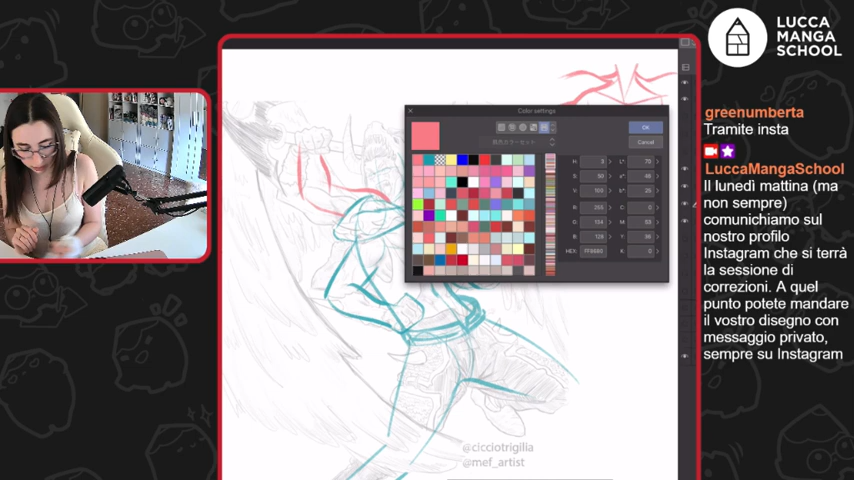 LUCCA
MANGA
SCHOOL
greenumberta
Tramite insta
LuccaMangaSchool
Il lunedì mattina (ma
non sempre)
comunichiamo sul
nostro profilo
Instagram che si terrà
la sessione di
correzioni. A quel
punto potete mandare
il vostro disegno con
messaggio privato,
sempre su Instagram
Color settings
OK
Cancel
H:
S:
V:
R:
G:
B:
HEX:
C:
M:
Y:
K:
@cicciotrigilia
@mef_artist